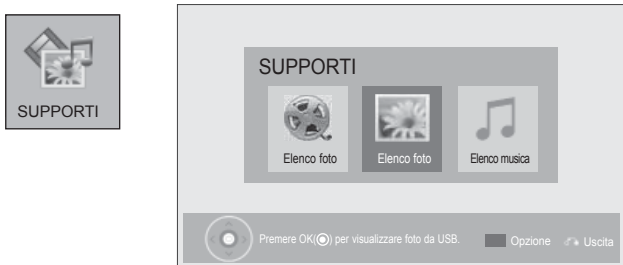 SUPPORTI
SUPPORTI
Elenco foto
Elenco foto
Elenco musica
Premere OK(◉) per visualizzare foto da USB.
Opzione
Uscita